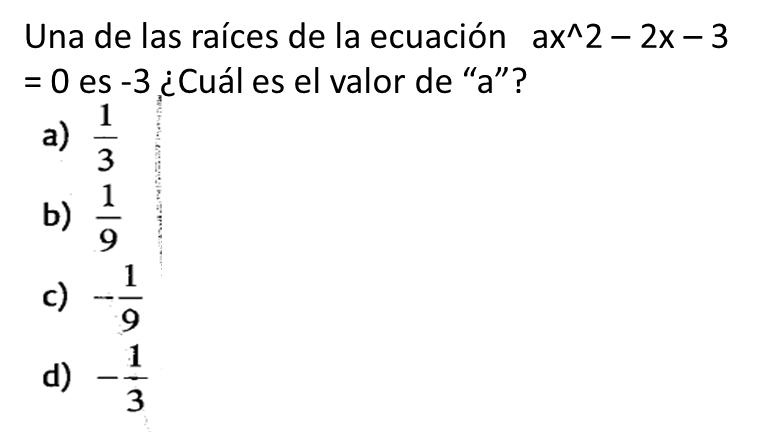 Una de las raíces de la ecuación ax^2 – 2x – 3
= 0 es -3 ¿Cuál es el valor de “a”?
a) 1/3
b) 1/9
c) -1/9
d) -1/3